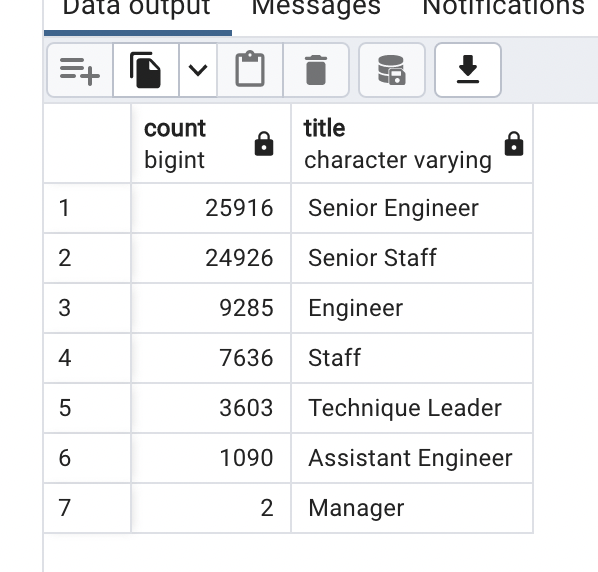 Data output Messages Notifications
count title
bigint character varying
1 25916 Senior Engineer
2 24926 Senior Staff
3 9285 Engineer
4 7636 Staff
5 3603 Technique Leader
6 1090 Assistant Engineer
7 2 Manager